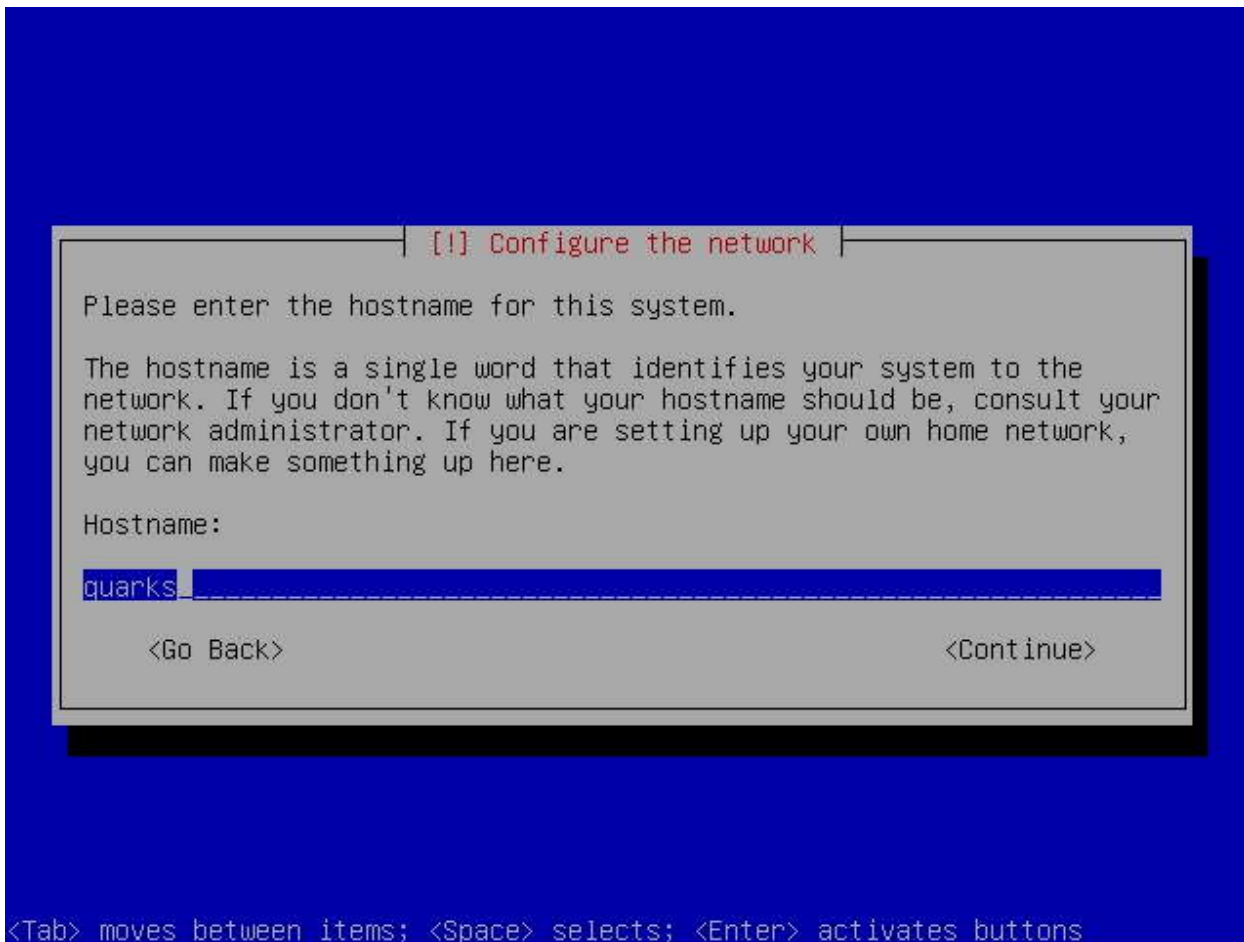 [!] Configure the network
Please enter the hostname for this system.
The hostname is a single word that identifies your system to the
network. If you don't know what your hostname should be, consult your
network administrator. If you are setting up your own home network,
you can make something up here.
Hostname:
quarks
<Go Back> <Continue>
<Tab> moves between items; <Space> selects; <Enter> activates buttons